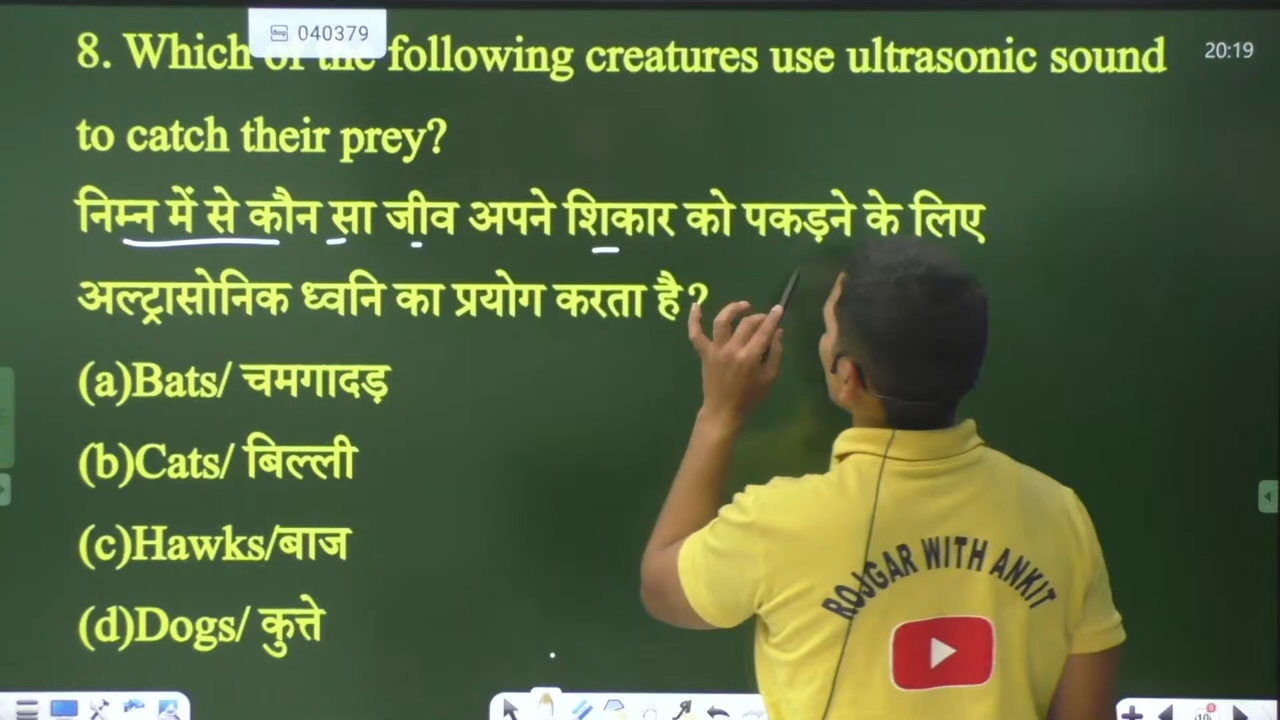 040379
8. Which of the following creatures use ultrasonic sound
20:19
to catch their prey?
निम्न में से कौन सा जीव अपने शिकार को पकड़ने के लिए
अल्ट्रासोनिक ध्वनि का प्रयोग करता है?
(a)Bats/ चमगादड़
(b)Cats/ बिल्ली
(c)Hawks/बाज
(d)Dogs/ कुत्ते
ROJGAR WITH ANKIT